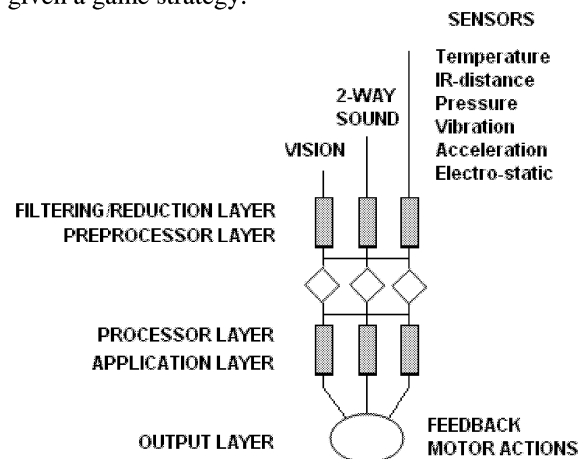 given a game strategy.
SENSORS
Temperature
IR-distance
Pressure
Vibration
Acceleration
Electro-static
2-WAY
SOUND
VISION
FILTERING/REDUCTION LAYER
PREPROCESSOR LAYER
PROCESSOR LAYER
APPLICATION LAYER
OUTPUT LAYER
FEEDBACK
MOTOR ACTIONS